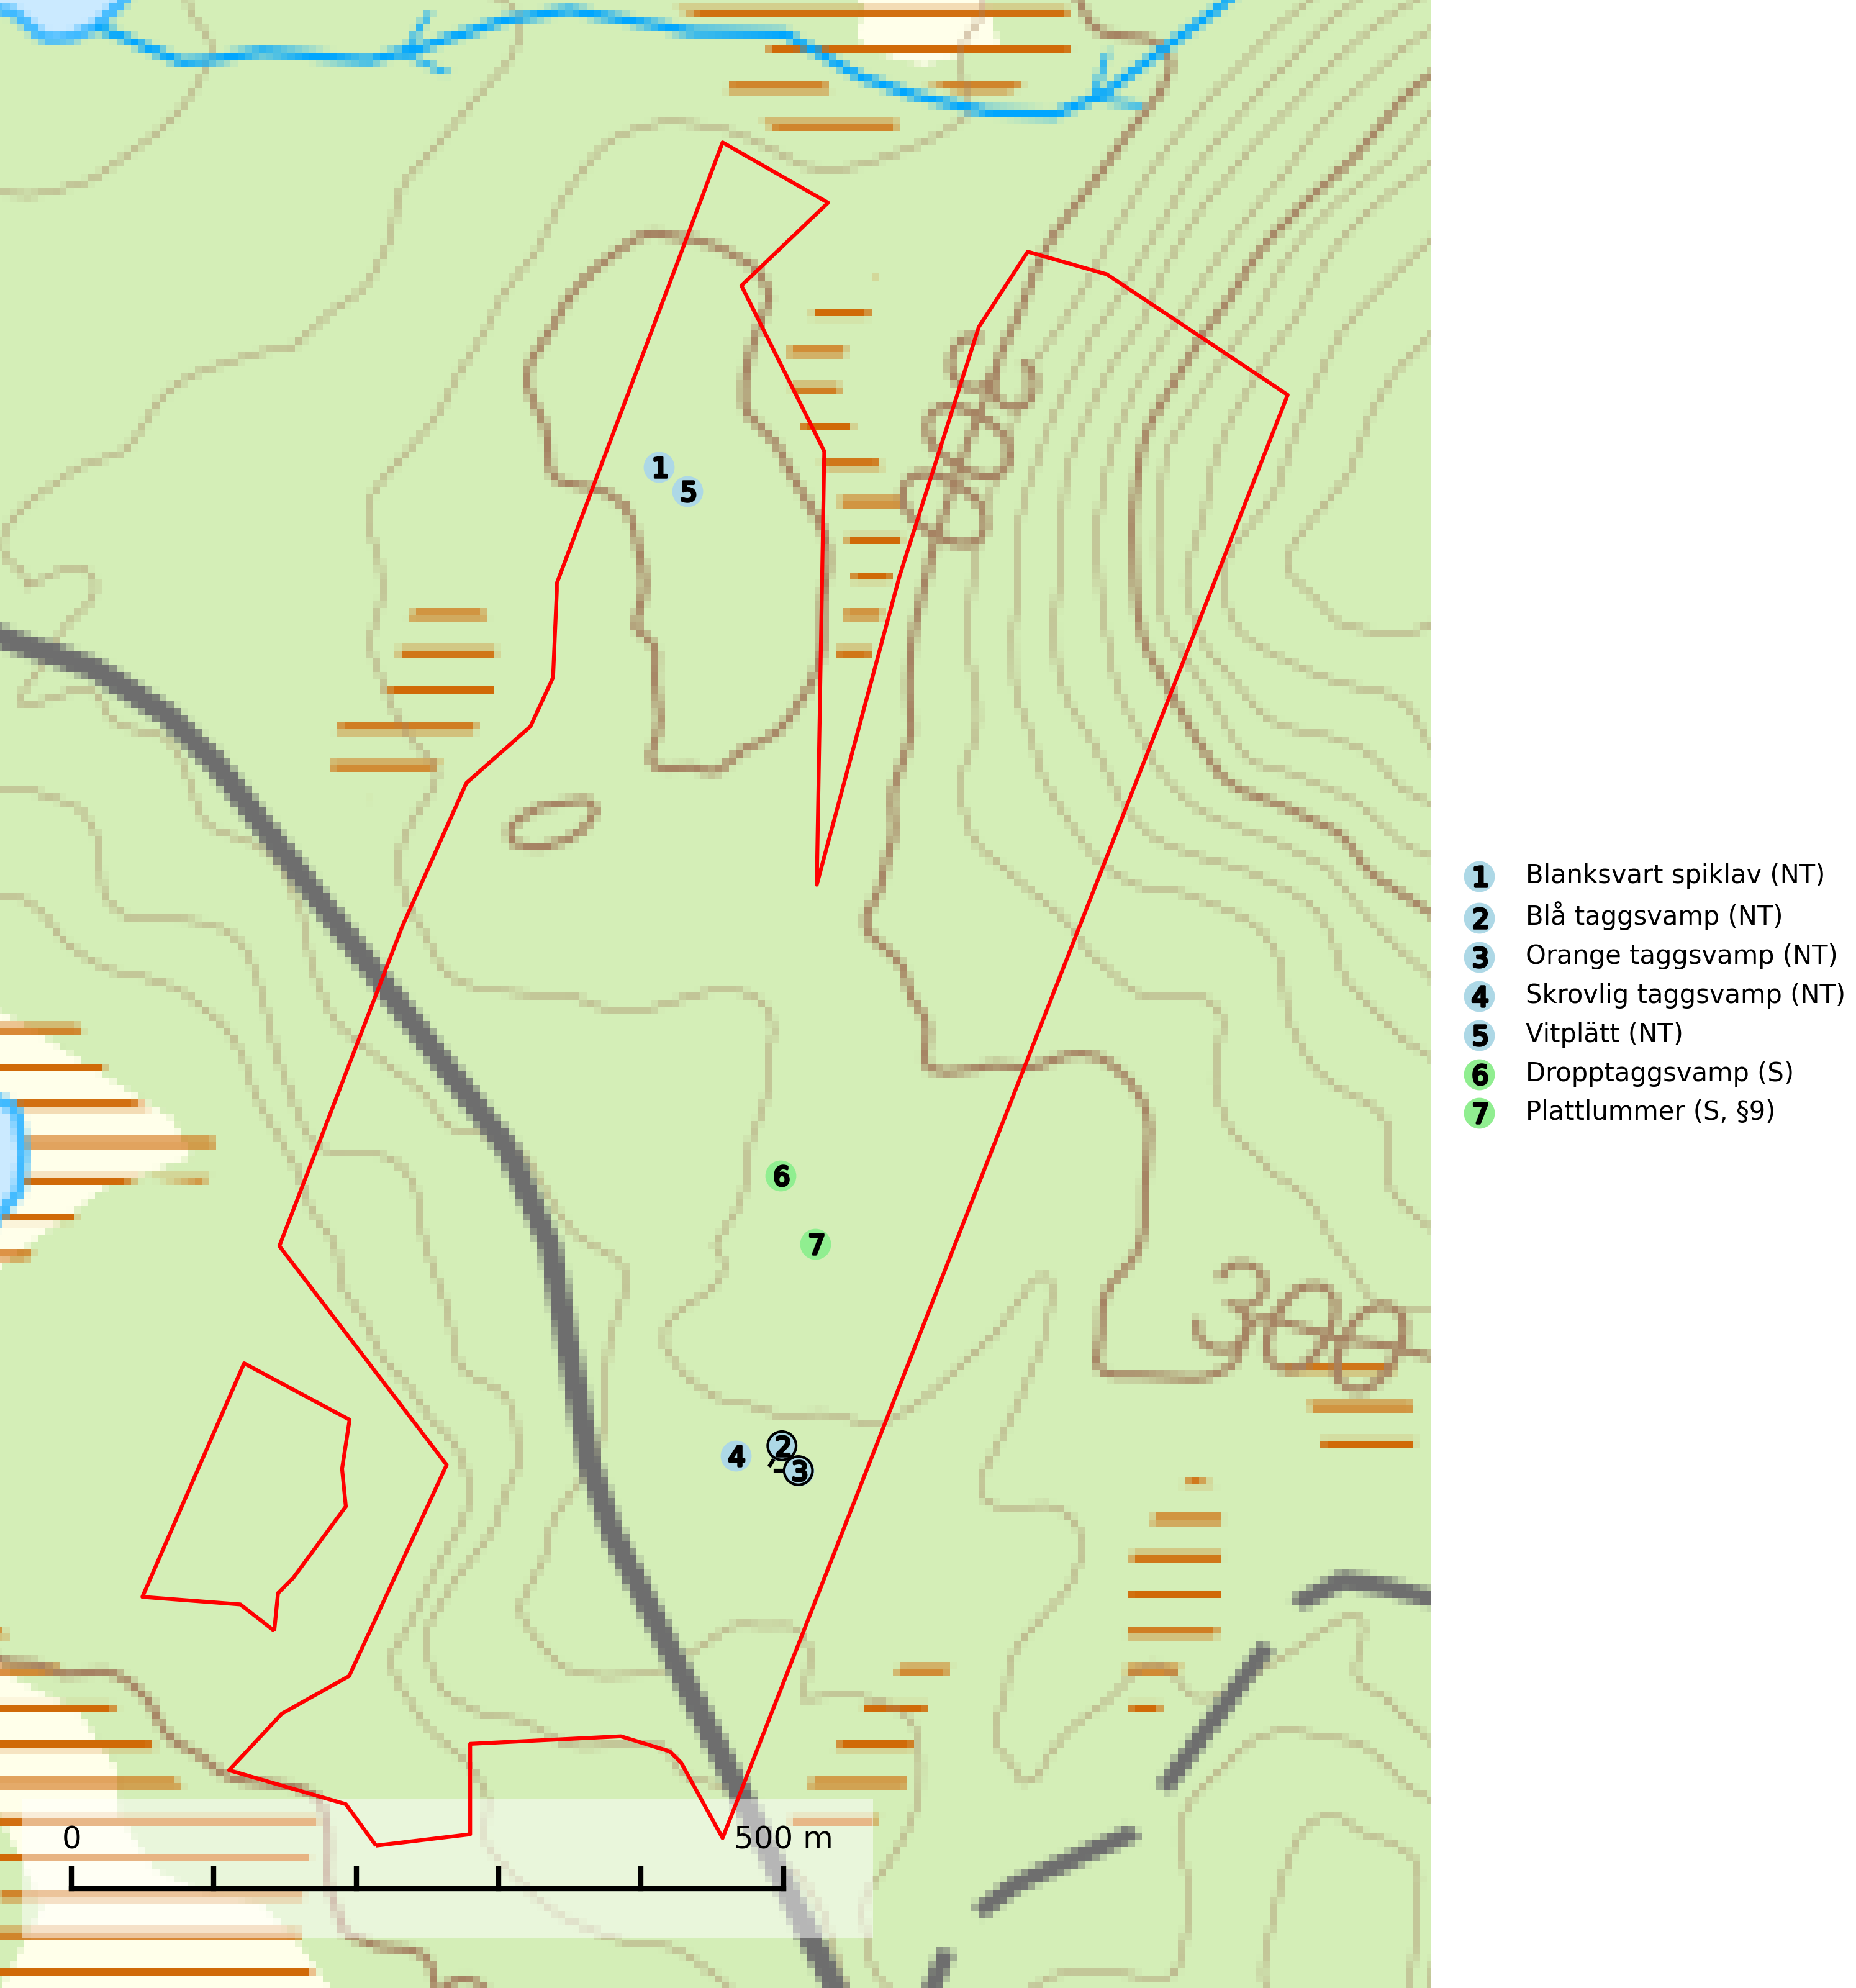 300
1
5
6
7
300
4
2
3
0 500 m
1 Blanksvart spiklav (NT)
2 Blå taggsvamp (NT)
3 Orange taggsvamp (NT)
4 Skrovlig taggsvamp (NT)
5 Vitplätt (NT)
6 Dropptaggsvamp (S)
7 Plattlummer (S, §9)